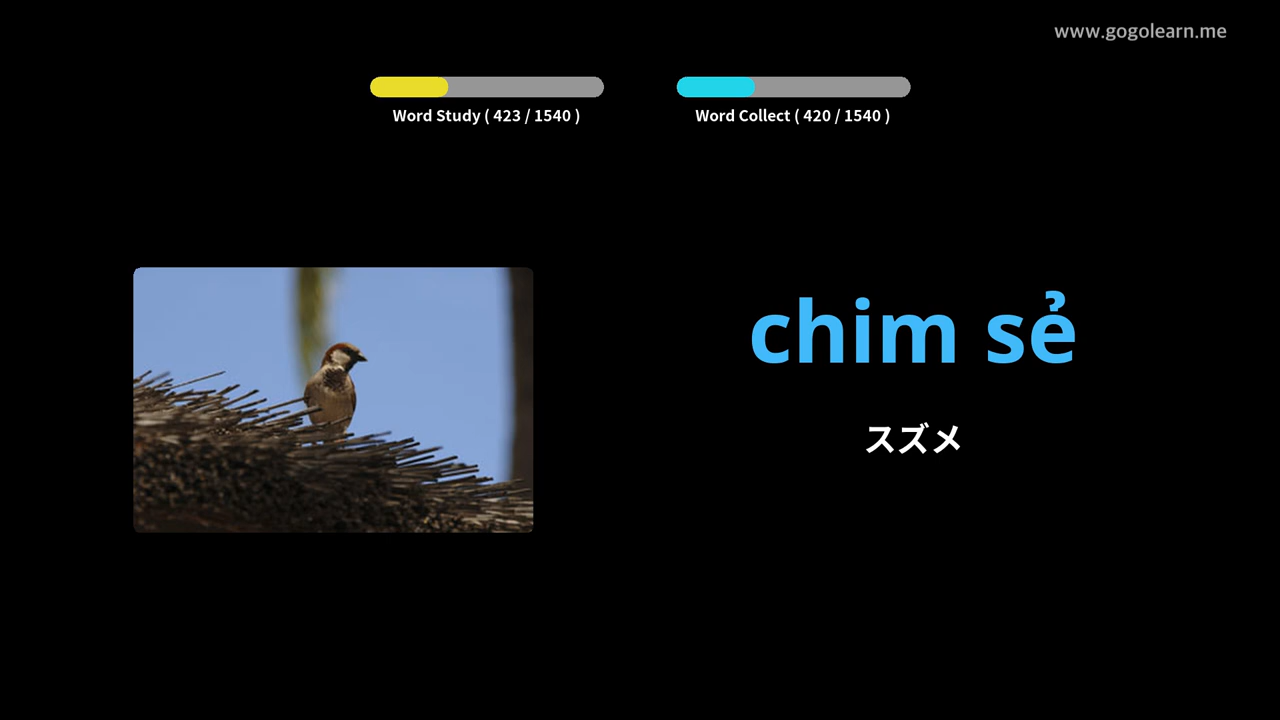 www.gogolearn.me
Word Study ( 423 / 1540 )
Word Collect ( 420 / 1540 )
chim sẻ
スズメ